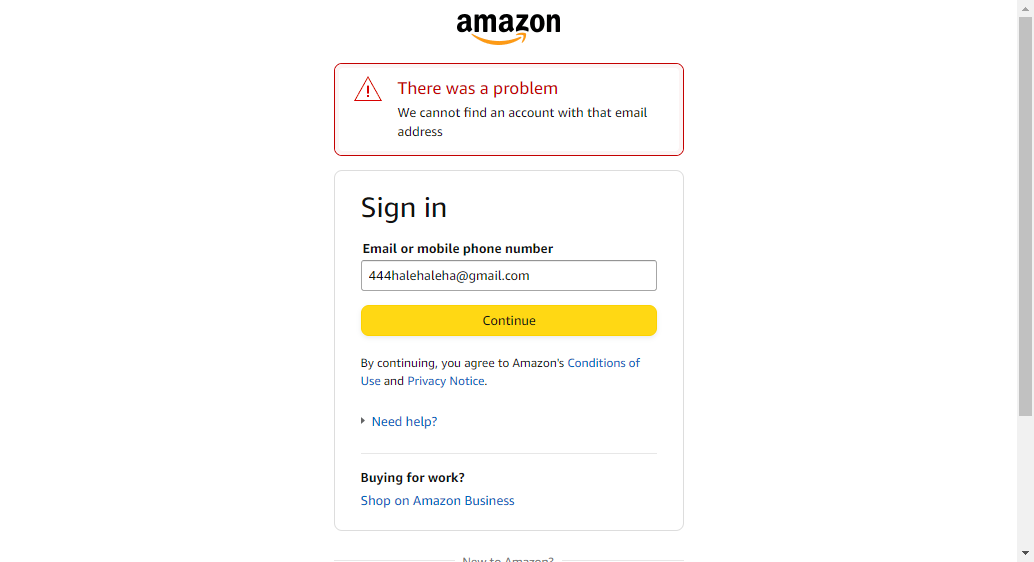 amazon
There was a problem
We cannot find an account with that email
address
Sign in
Email or mobile phone number
444halehaleha@gmail.com
Continue
By continuing, you agree to Amazon's Conditions of
Use and Privacy Notice.
Need help?
Buying for work?
Shop on Amazon Business
New to Amazon?